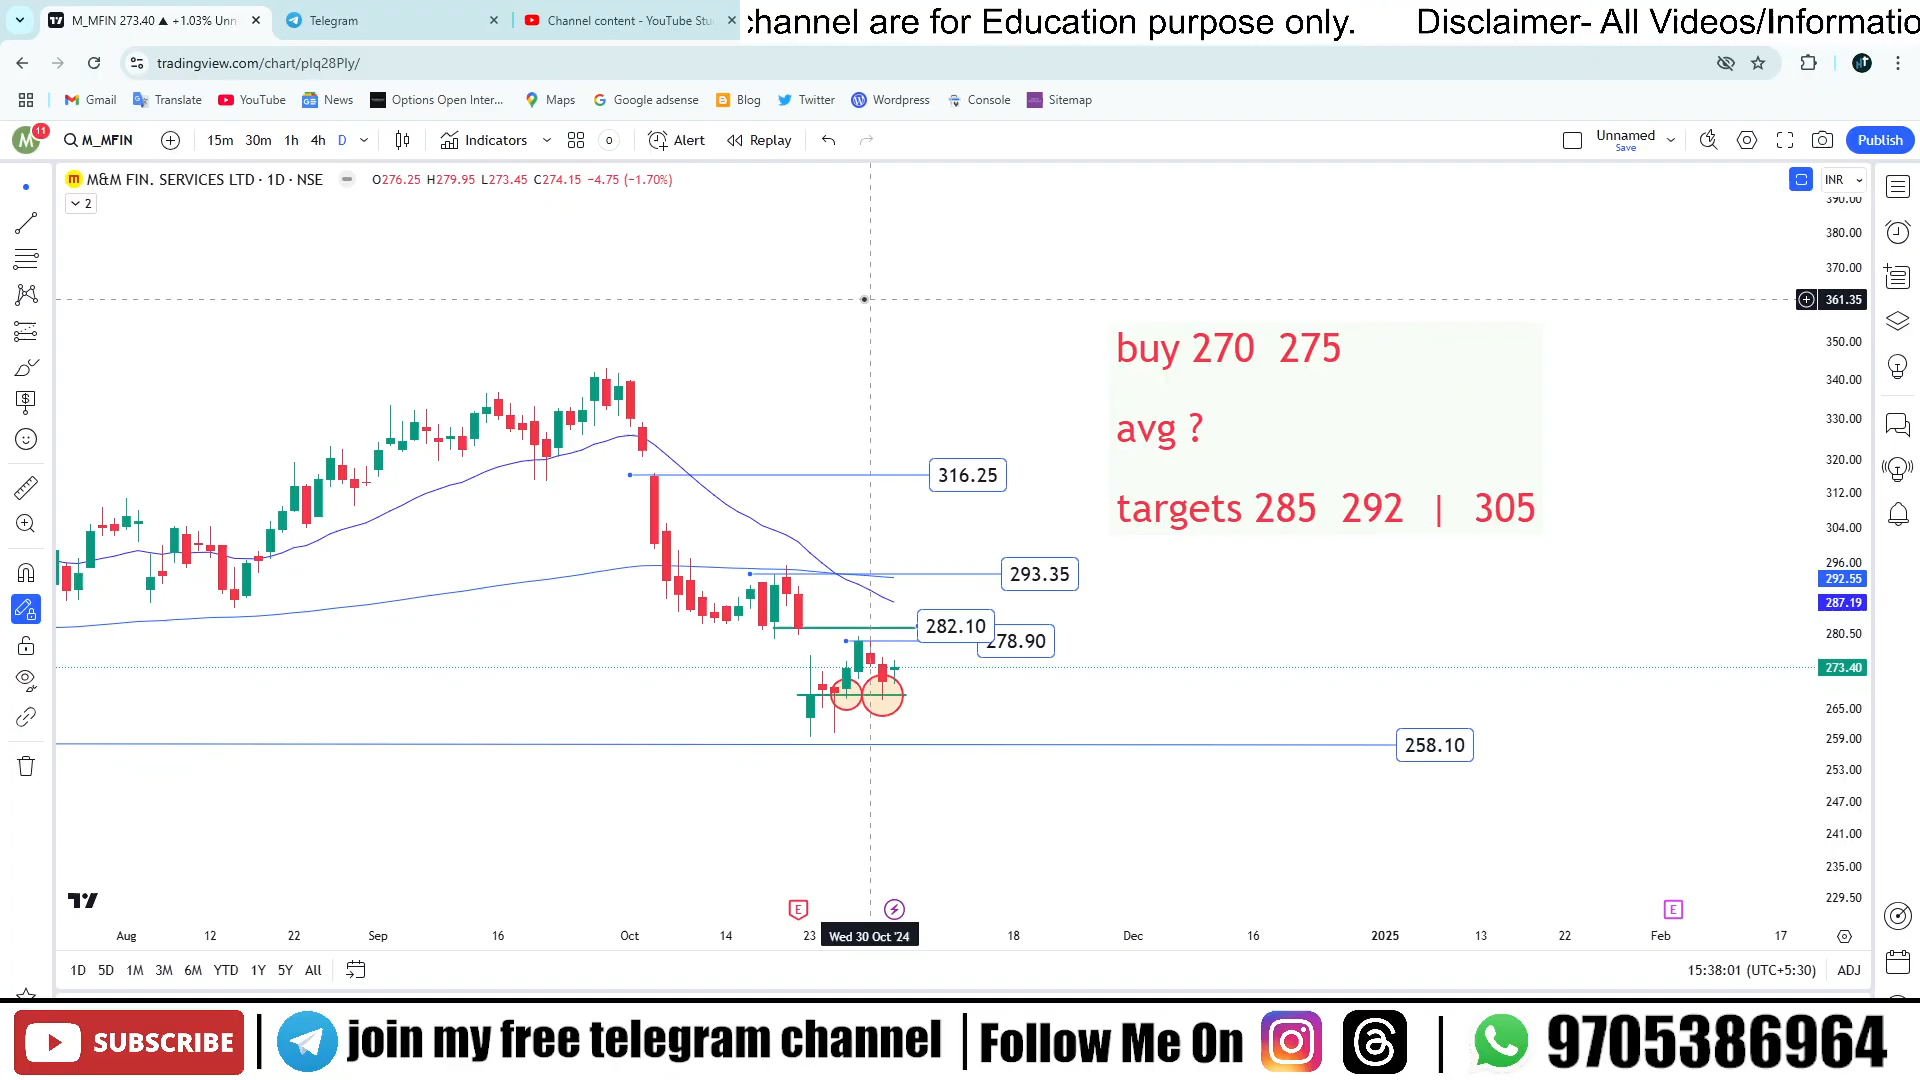 M_MFIN 273.40 ▲ +1.03% Unn
Telegram
Channel content - YouTube Stu
channel are for Education purpose only.
Disclaimer- All Videos/Informatio
tradingview.com/chart/pIq28PIy/
Gmail
Translate
YouTube
News
Options Open Inter...
Maps
Google adsense
Blog
Twitter
Wordpress
Console
Sitemap
M
11
M_MFIN
15m
30m
1h
4h
D
Indicators
Alert
Replay
Unnamed
Save
Publish
M&M FIN. SERVICES LTD · 1D · NSE
O276.25 H279.95 L273.45 C274.15 −4.75 (−1.70%)
INR
2
390.00
380.00
370.00
361.35
350.00
340.00
330.00
320.00
312.00
304.00
296.00
292.55
287.19
280.50
273.40
265.00
259.00
253.00
247.00
241.00
235.00
229.50
buy 270 275
avg ?
targets 285 292 | 305
316.25
293.35
282.10
278.90
258.10
E
E
Aug
12
22
Sep
16
Oct
14
23
Wed 30 Oct '24
18
Dec
16
2025
13
22
Feb
17
1D
5D
1M
3M
6M
YTD
1Y
5Y
All
15:38:01 (UTC+5:30)
ADJ
SUBSCRIBE
join my free telegram channel
Follow Me On
9705386964